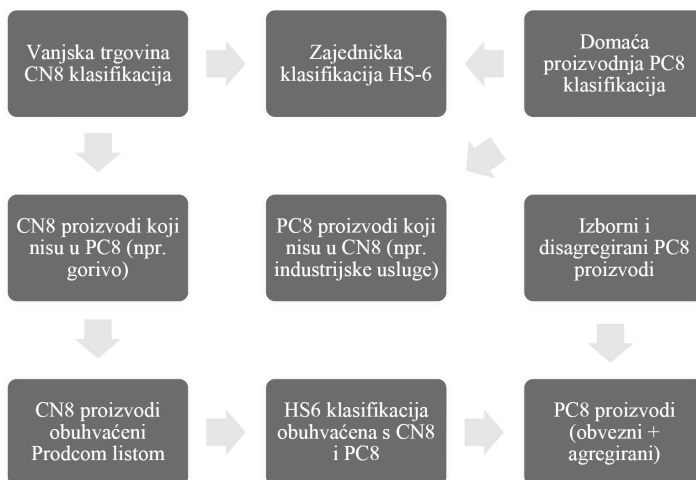 Vanjska trgovina
CN8 klasifikacija
Zajednička
klasifikacija HS-6
Domaća
proizvodnja PC8
klasifikacija
CN8 proizvodi koji
nisu u PC8 (npr.
gorivo)
PC8 proizvodi koji
nisu u CN8 (npr.
industrijske usluge)
Izborni i
disagregirani PC8
proizvodi
CN8 proizvodi
obuhvaćeni
Prodcom listom
HS6 klasifikacija
obuhvaćena s CN8
i PC8
PC8 proizvodi
(obvezni +
agregirani)